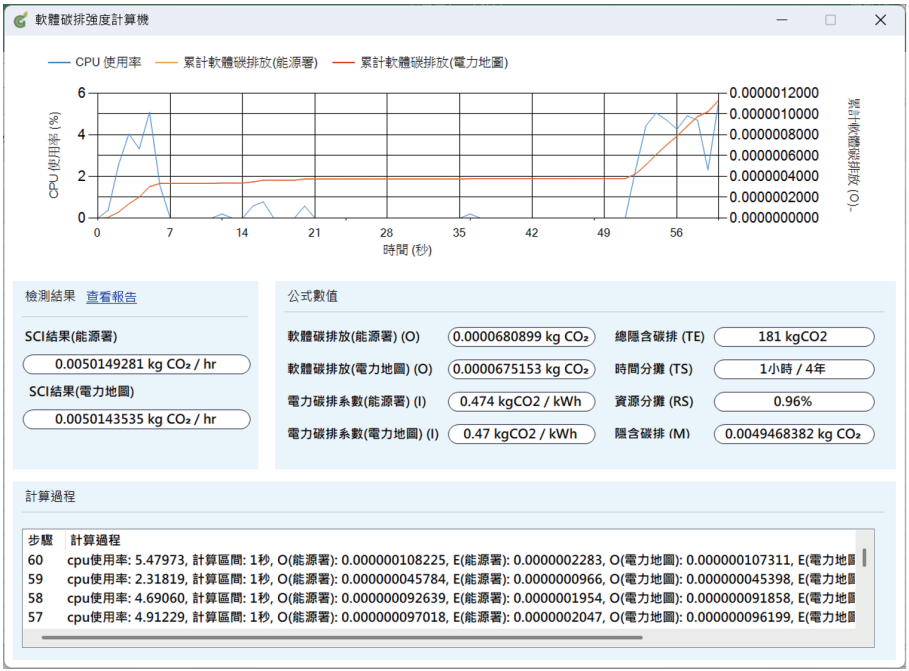 軟體碳排強度計算機
CPU 使用率 累計軟體碳排放(能源署) 累計軟體碳排放(電力地圖)
CPU 使用率 (%)
6
4
2
0
0.0000012000
0.0000010000
0.0000008000
0.0000006000
0.0000004000
0.0000002000
0.0000000000
累計軟體碳排放 (O)-
0 7 14 21 28 35 42 49 56
時間 (秒)
檢測結果 查看報告
SCI結果(能源署)
0.0050149281 kg CO₂ / hr
SCI結果(電力地圖)
0.0050143535 kg CO₂ / hr
公式數值
軟體碳排放(能源署) (O) 0.0000680899 kg CO₂ 總隱含碳排 (TE) 181 kgCO2
軟體碳排放(電力地圖) (O) 0.0000675153 kg CO₂ 時間分攤 (TS) 1小時 / 4年
電力碳排系數(能源署) (I) 0.474 kgCO2 / kWh 資源分攤 (RS) 0.96%
電力碳排系數(電力地圖) (I) 0.47 kgCO2 / kWh 隱含碳排 (M) 0.0049468382 kg CO₂
計算過程
步驟 計算過程
60 cpu使用率: 5.47973, 計算區間: 1秒, O(能源署): 0.000000108225, E(能源署): 0.0000002283, O(電力地圖): 0.000000107311, E(電力地圖
59 cpu使用率: 2.31819, 計算區間: 1秒, O(能源署): 0.000000045784, E(能源署): 0.000000966, O(電力地圖): 0.000000045398, E(電力地圖
58 cpu使用率: 4.69060, 計算區間: 1秒, O(能源署): 0.000000092639, E(能源署): 0.0000001954, O(電力地圖): 0.000000091858, E(電力地圖
57 cpu使用率: 4.91229, 計算區間: 1秒, O(能源署): 0.000000097018, E(能源署): 0.0000002047, O(電力地圖): 0.000000096199, E(電力地圖